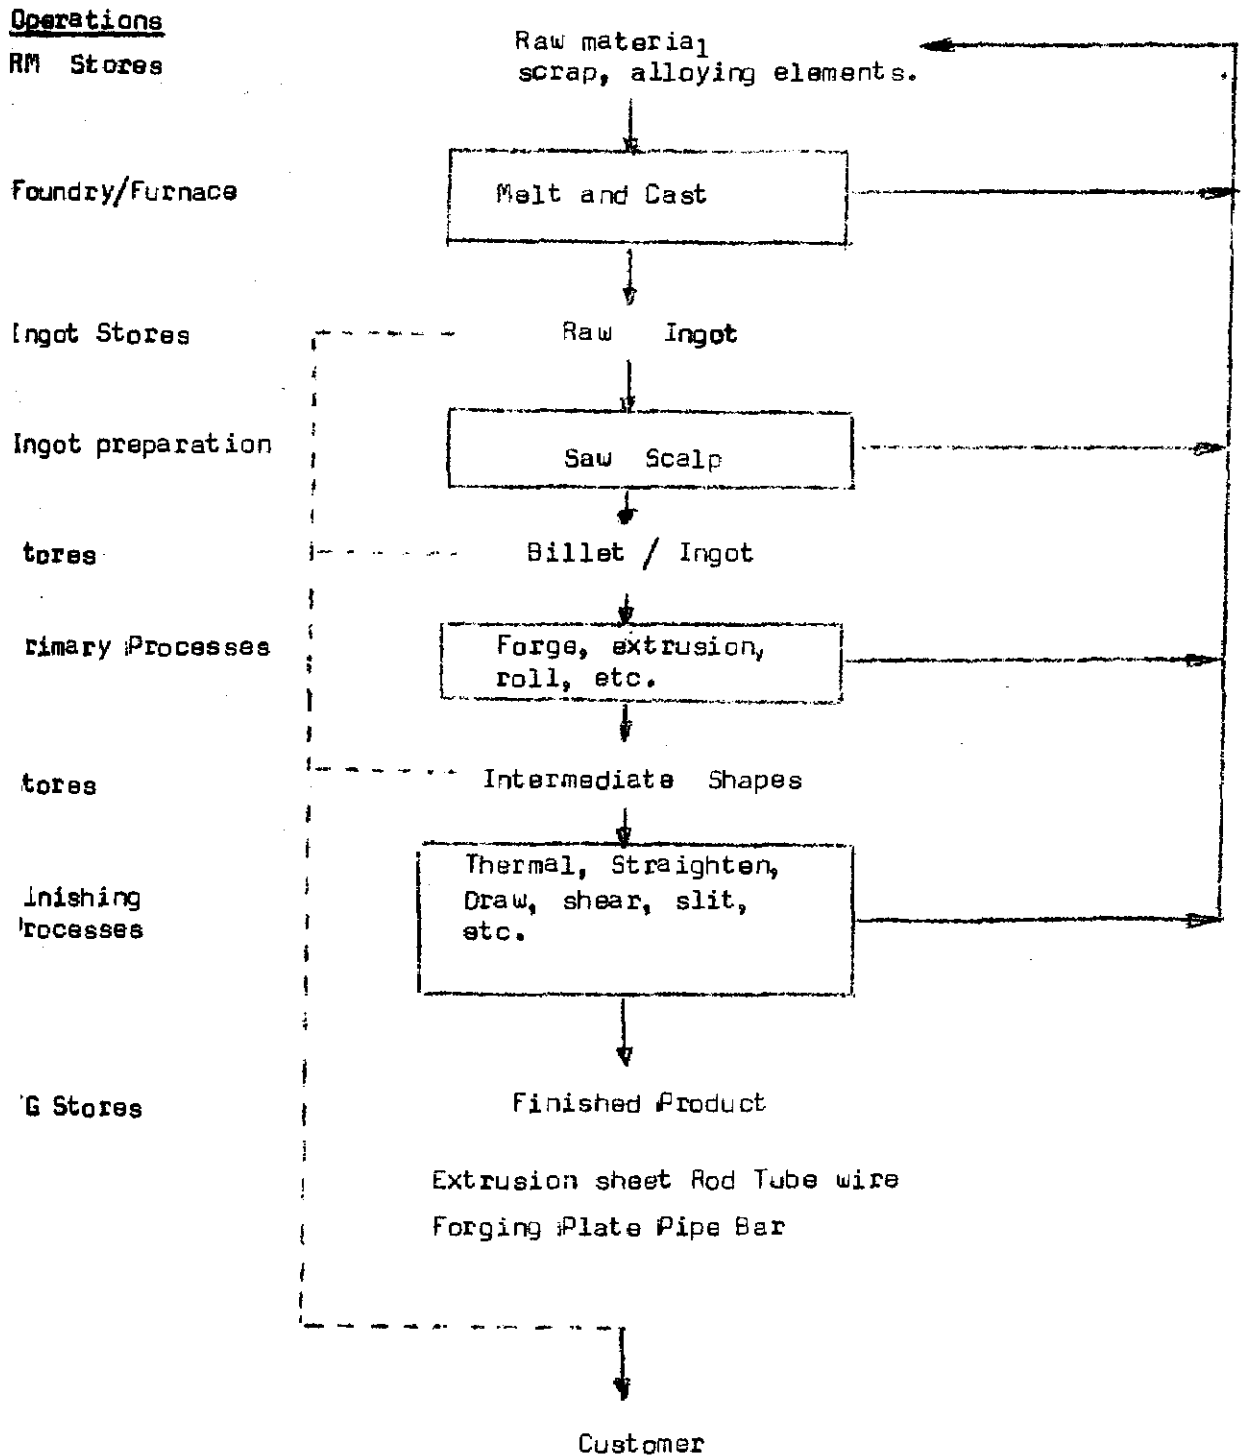 Operations
RM Stores
Raw material
scrap, alloying elements.
Foundry/Furnace
Melt and Cast
Ingot Stores
Raw Ingot
Ingot preparation
Saw Scalp
tores
Billet / Ingot
rimary Processes
Forge, extrusion,
roll, etc.
tores
Intermediate Shapes
inishing
rocesses
Thermal, Straighten,
Draw, shear, slit,
etc.
G Stores
Finished Product
Extrusion sheet Rod Tube wire
Forging Plate Pipe Bar
Customer